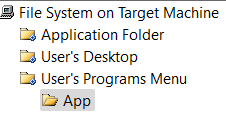 File System on Target Machine
Application Folder
User's Desktop
User's Programs Menu
App